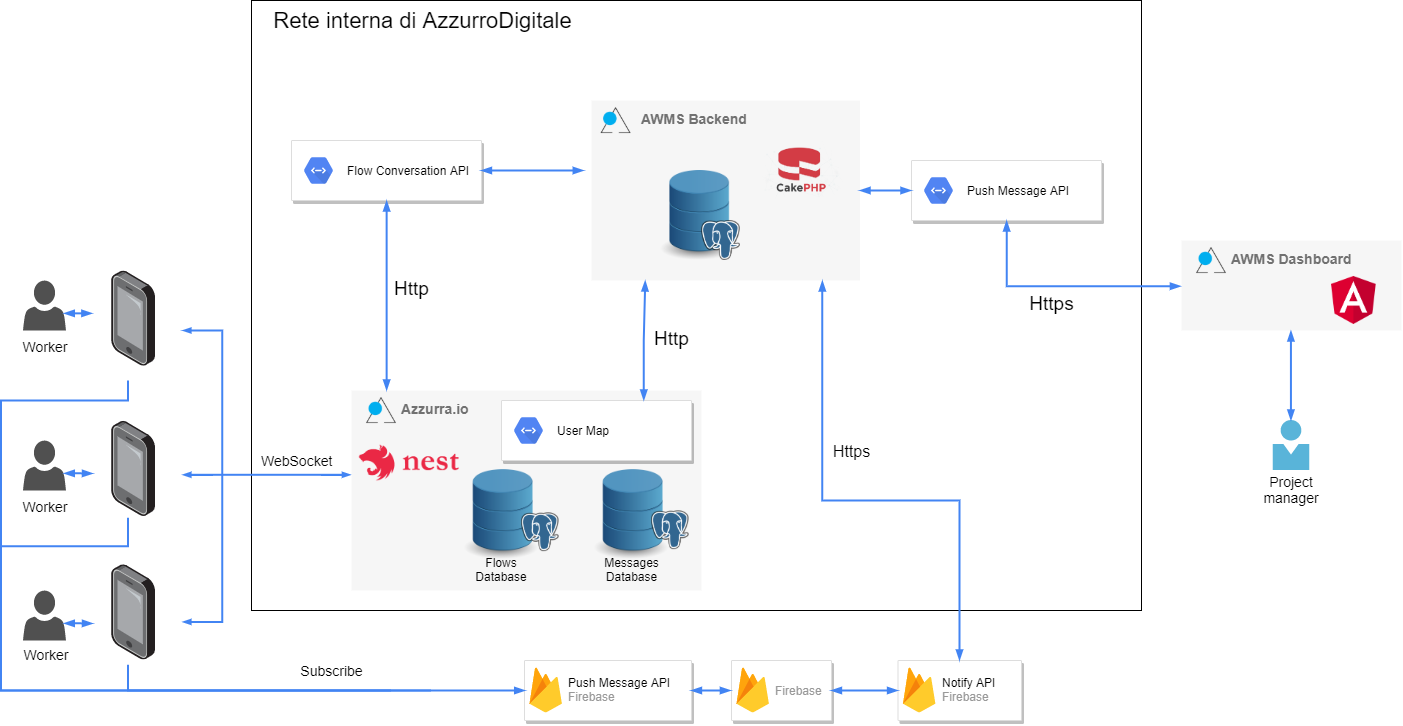 Rete interna di AzzurroDigitale
AWMS Backend
CakePHP
Flow Conversation API
Push Message API
Http
Http
Https
AWMS Dashboard
A
Project
manager
Worker
Worker
Worker
WebSocket
Azzurra.io
nest
User Map
Flows
Database
Messages
Database
Https
Subscribe
Push Message API
Firebase
Firebase
Notify API
Firebase